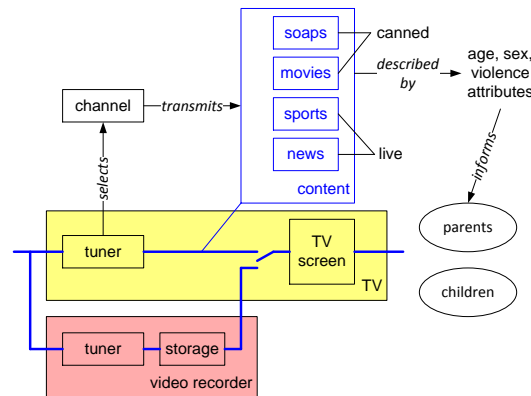 soaps
canned
movies
described
by
age, sex,
violence
attributes
channel
transmits
sports
news
live
content
selects
informs
parents
tuner
TV
screen
TV
children
tuner
storage
video recorder